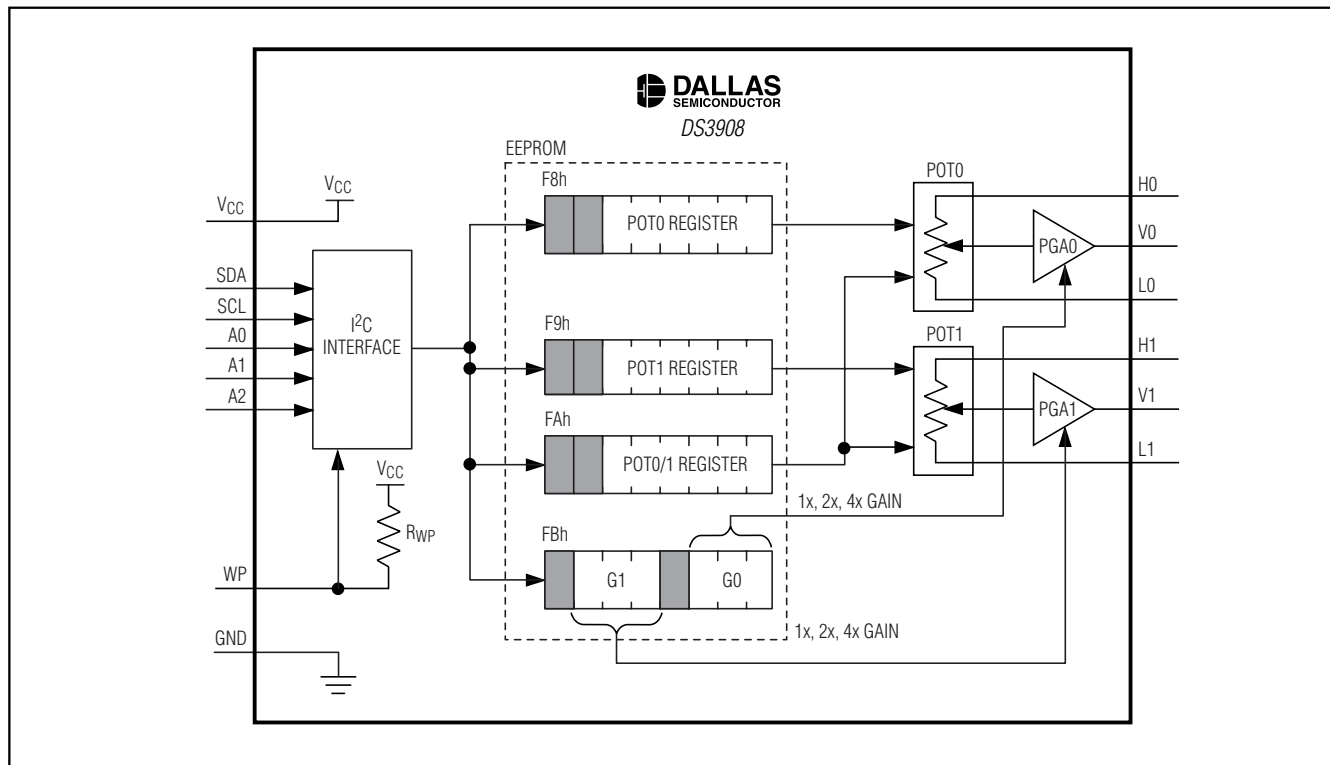 DALLAS
SEMICONDUCTOR
DS3908
EEPROM
VCC
VCC
SDA
SCL
A0
A1
A2
I2C
INTERFACE
VCC
RWP
WP
GND
F8h
POT0 REGISTER
F9h
POT1 REGISTER
FAh
POT0/1 REGISTER
FBh
G1
G0
1x, 2x, 4x GAIN
1x, 2x, 4x GAIN
POT0
PGA0
H0
V0
L0
POT1
PGA1
H1
V1
L1